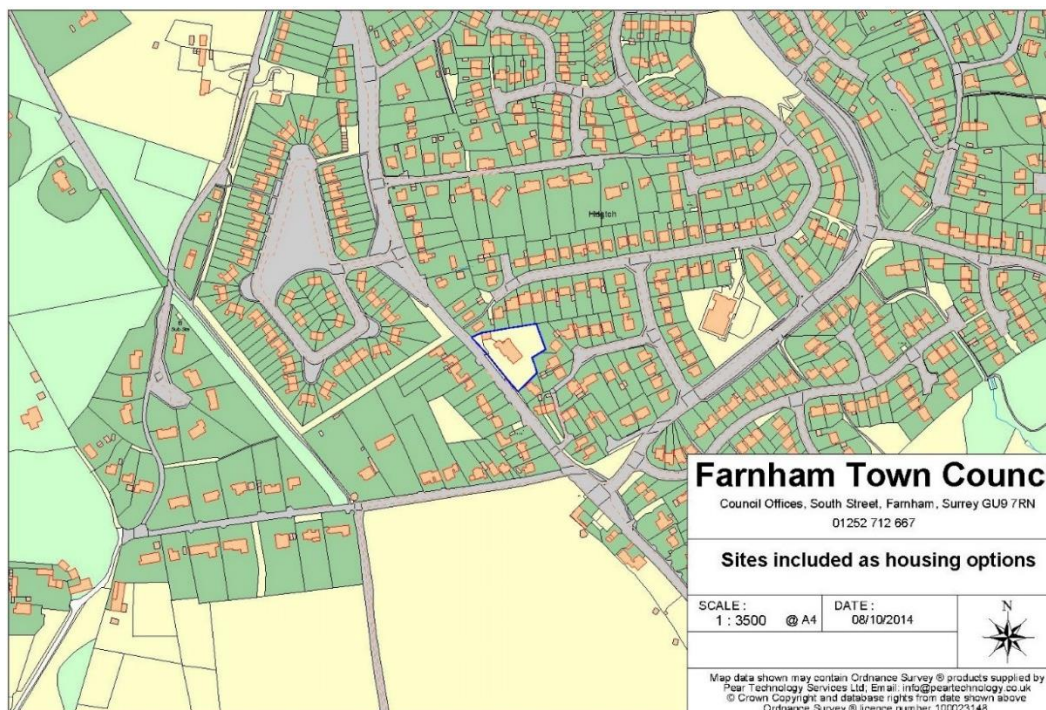 Farnham Town Counc
Council Offices, South Street, Farnham, Surrey GU9 7RN
01252 712 667
Sites included as housing options
SCALE :
1 : 3500 @ A4
DATE :
08/10/2014
N
Map data shown may contain Ordnance Survey ® products supplied by
Pear Technology Services Ltd; Email: info@peartechnology.co.uk
© Crown Copyright and database rights from date shown above
Ordnance Survey ® licence number 100023148